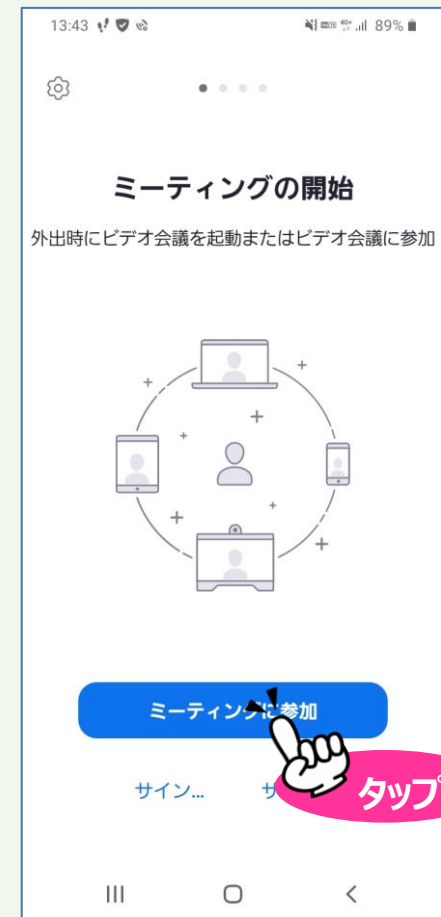 13:43 89%
ミーティングの開始
外出時にビデオ会議を起動またはビデオ会議に参加
ミーティングに参加
サイン... サ
タップ